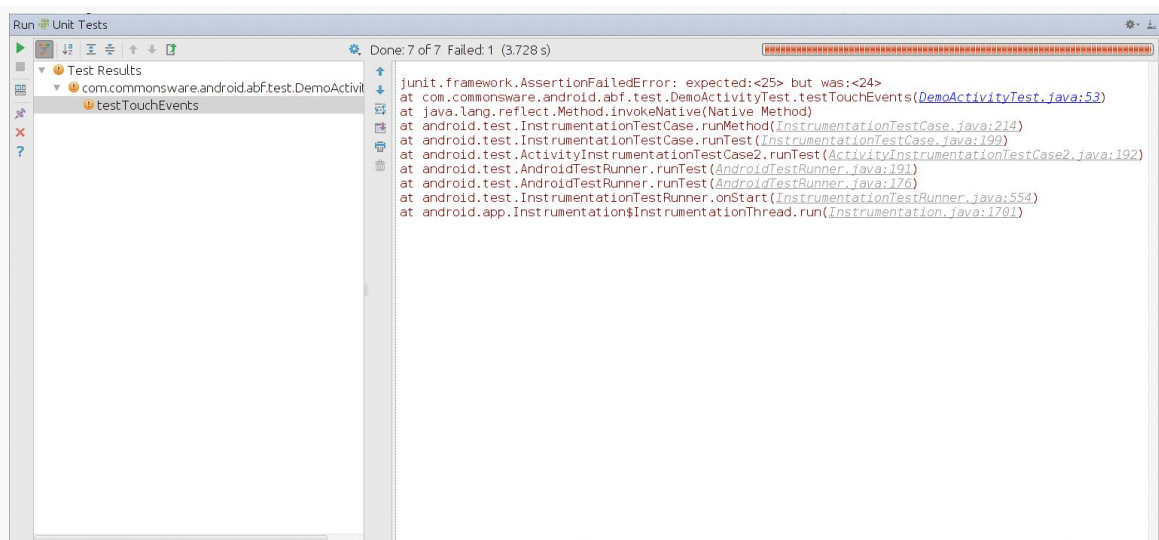 Run Unit Tests
Done: 7 of 7 Failed: 1 (3.728 s)
Test Results
com.commonsware.android.abf.test.DemoActivit
testTouchEvents
junit.framework.AssertionFailedError: expected:<25> but was:<24>
at com.commonsware.android.abf.test.DemoActivityTest.testTouchEvents(DemoActivityTest.java:53)
at java.lang.reflect.Method.invokeNative(Native Method)
at android.test.InstrumentationTestCase.runMethod(InstrumentationTestCase.java:214)
at android.test.InstrumentationTestCase.runTest(InstrumentationTestCase.java:199)
at android.test.ActivityInstrumentationTestCase2.runTest(ActivityInstrumentationTestCase2.java:192)
at android.test.AndroidTestRunner.runTest(AndroidTestRunner.java:191)
at android.test.AndroidTestRunner.runTest(AndroidTestRunner.java:176)
at android.test.InstrumentationTestRunner.onStart(InstrumentationTestRunner.java:554)
at android.app.Instrumentation$InstrumentationThread.run(Instrumentation.java:1701)